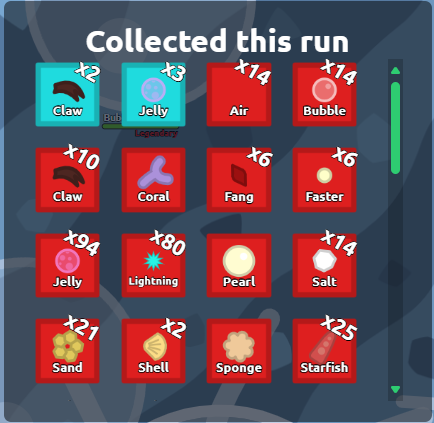 Collected this run
x2 x3 x14 x14
Claw Jelly Air Bubble
Bub
Legendary
x10 x6 x6
Claw Coral Fang Faster
x94 x80 x14
Jelly Lightning Pearl Salt
x21 x2 x25
Sand Shell Sponge Starfish